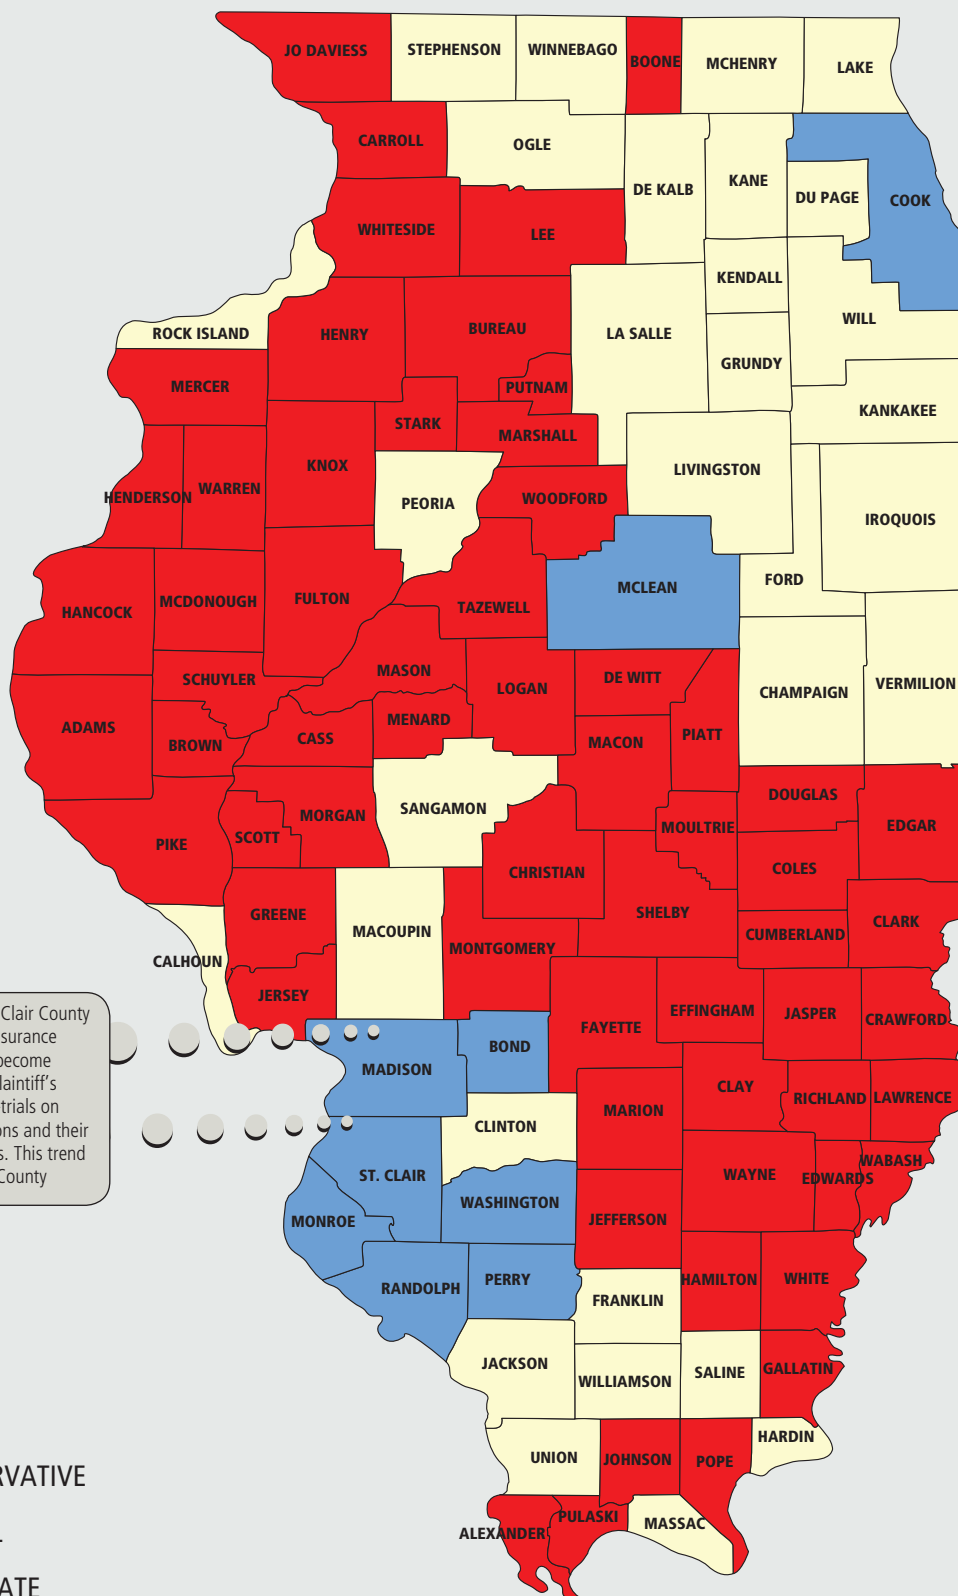 JO DAVIESS
STEPHENSON
WINNEBAGO
BOONE
MCHENRY
LAKE
CARROLL
OGLE
DE KALB
KANE
DU PAGE
COOK
WHITESIDE
LEE
KENDALL
ROCK ISLAND
HENRY
BUREAU
LA SALLE
WILL
GRUNDY
MERCER
PUTNAM
KANKAKEE
STARK
MARSHALL
HENDERSON
WARREN
KNOX
PEORIA
WOODFORD
LIVINGSTON
IROQUOIS
HANCOCK
MCDONOUGH
FULTON
TAZEWELL
MCLEAN
FORD
SCHUYLER
MASON
LOGAN
DE WITT
CHAMPAIGN
VERMILION
ADAMS
BROWN
CASS
MENARD
MACON
PIATT
PIKE
SCOTT
MORGAN
SANGAMON
CHRISTIAN
MOULTRIE
DOUGLAS
EDGAR
COLES
GREENE
MACOUPIN
MONTGOMERY
SHELBY
CUMBERLAND
CLARK
CALHOUN
JERSEY
FAYETTE
EFFINGHAM
JASPER
CRAWFORD
Clair County
surance
become
laintiff's
trials on
ons and their
s. This trend
County
MADISON
BOND
CLINTON
MARION
CLAY
RICHLAND
LAWRENCE
ST. CLAIR
WASHINGTON
WAYNE
EDWARDS
WABASH
MONROE
JEFFERSON
RANDOLPH
PERRY
FRANKLIN
HAMILTON
WHITE
JACKSON
WILLIAMSON
SALINE
GALLATIN
UNION
JOHNSON
POPE
HARDIN
ALEXANDER
PULASKI
MASSAC
RVATIVE
ATE